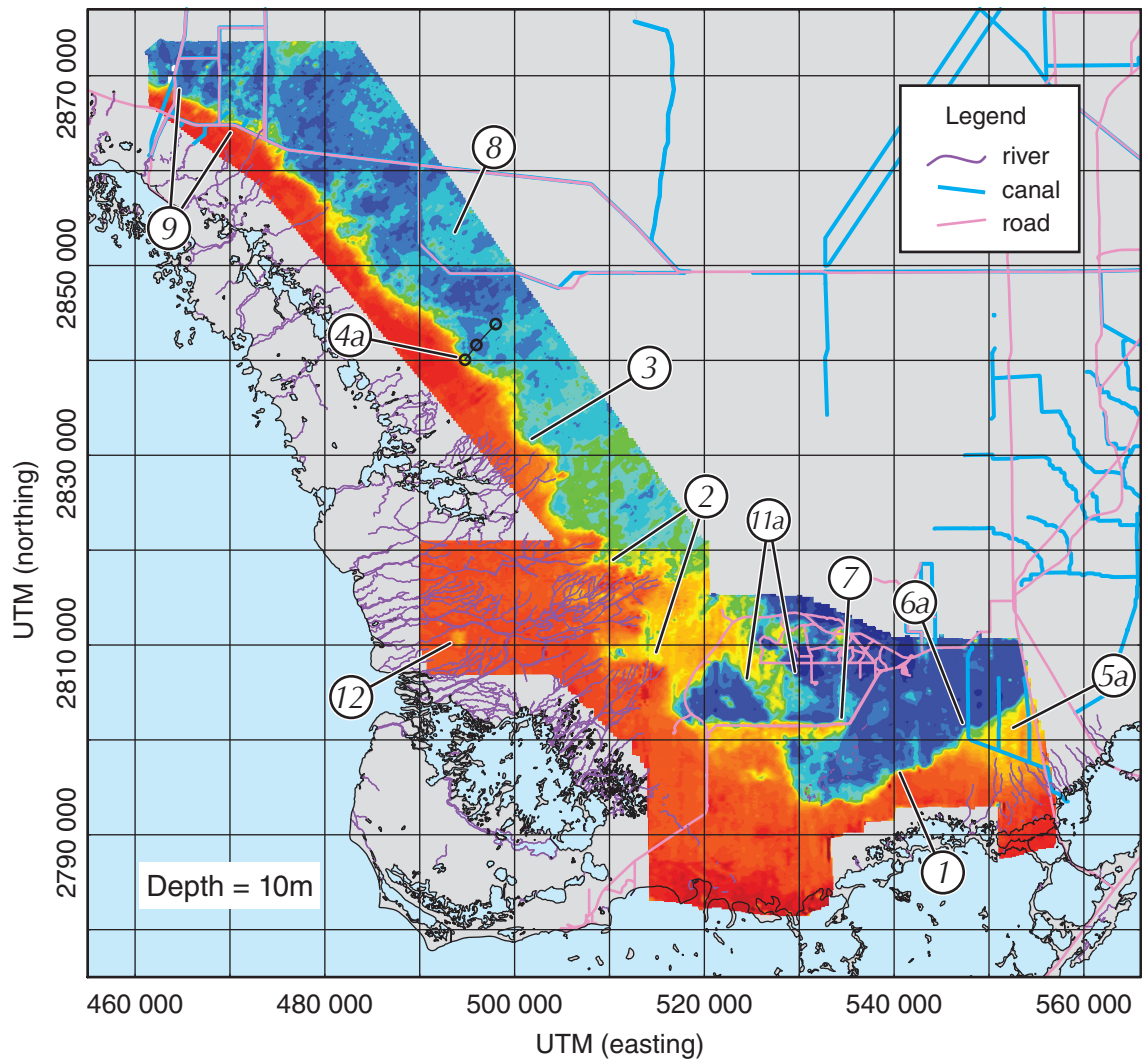 Legend
river
canal
road
8
9
4a
3
2
11a
7
6a
5a
12
1
Depth = 10m
2870 000
2850 000
2830 000
2810 000
2790 000
UTM (northing)
460 000 480 000 500 000 520 000 540 000 560 000
UTM (easting)